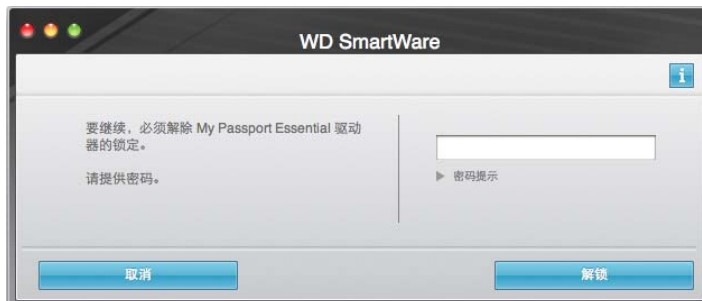 WD SmartWare
i
要继续，必须解除 My Passport Essential 驱动
器的锁定。
请提供密码。
密码提示
取消
解锁